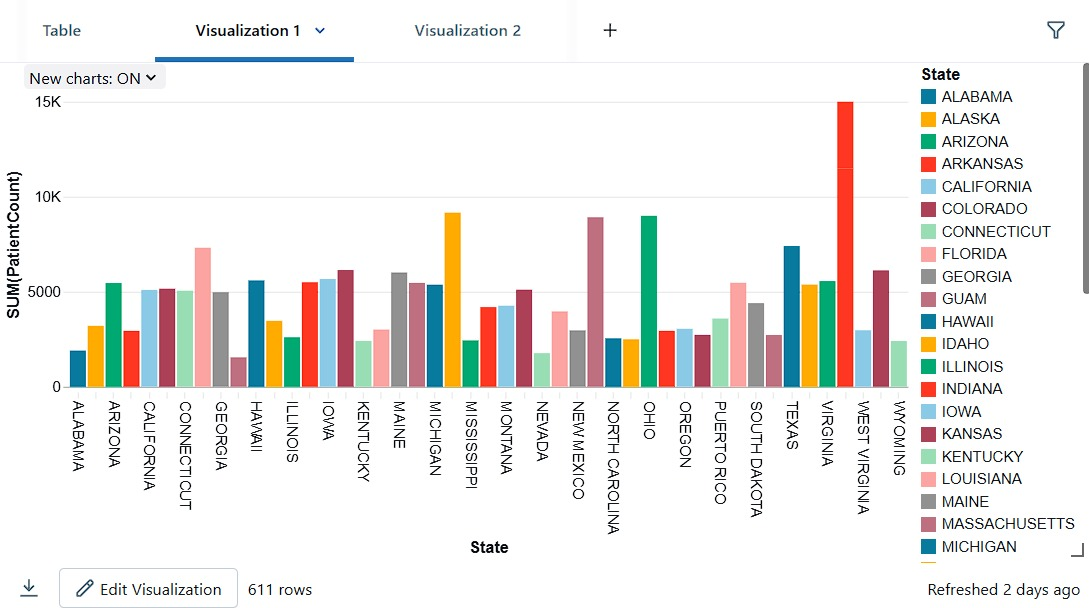 Table
Visualization 1
Visualization 2
+
New charts: ON
SUM(PatientCount)
15K
10K
5000
0
ALABAMA
ARIZONA
CALIFORNIA
CONNECTICUT
GEORGIA
HAWAII
ILLINOIS
IOWA
KENTUCKY
MAINE
MICHIGAN
MISSISSIPPI
MONTANA
NEVADA
NEW MEXICO
NORTH CAROLINA
OHIO
OREGON
PUERTO RICO
SOUTH DAKOTA
TEXAS
VIRGINIA
WEST VIRGINIA
WYOMING
State
State
ALABAMA
ALASKA
ARIZONA
ARKANSAS
CALIFORNIA
COLORADO
CONNECTICUT
FLORIDA
GEORGIA
GUAM
HAWAII
IDAHO
ILLINOIS
INDIANA
IOWA
KANSAS
KENTUCKY
LOUISIANA
MAINE
MASSACHUSETTS
MICHIGAN
Edit Visualization
611 rows
Refreshed 2 days ago